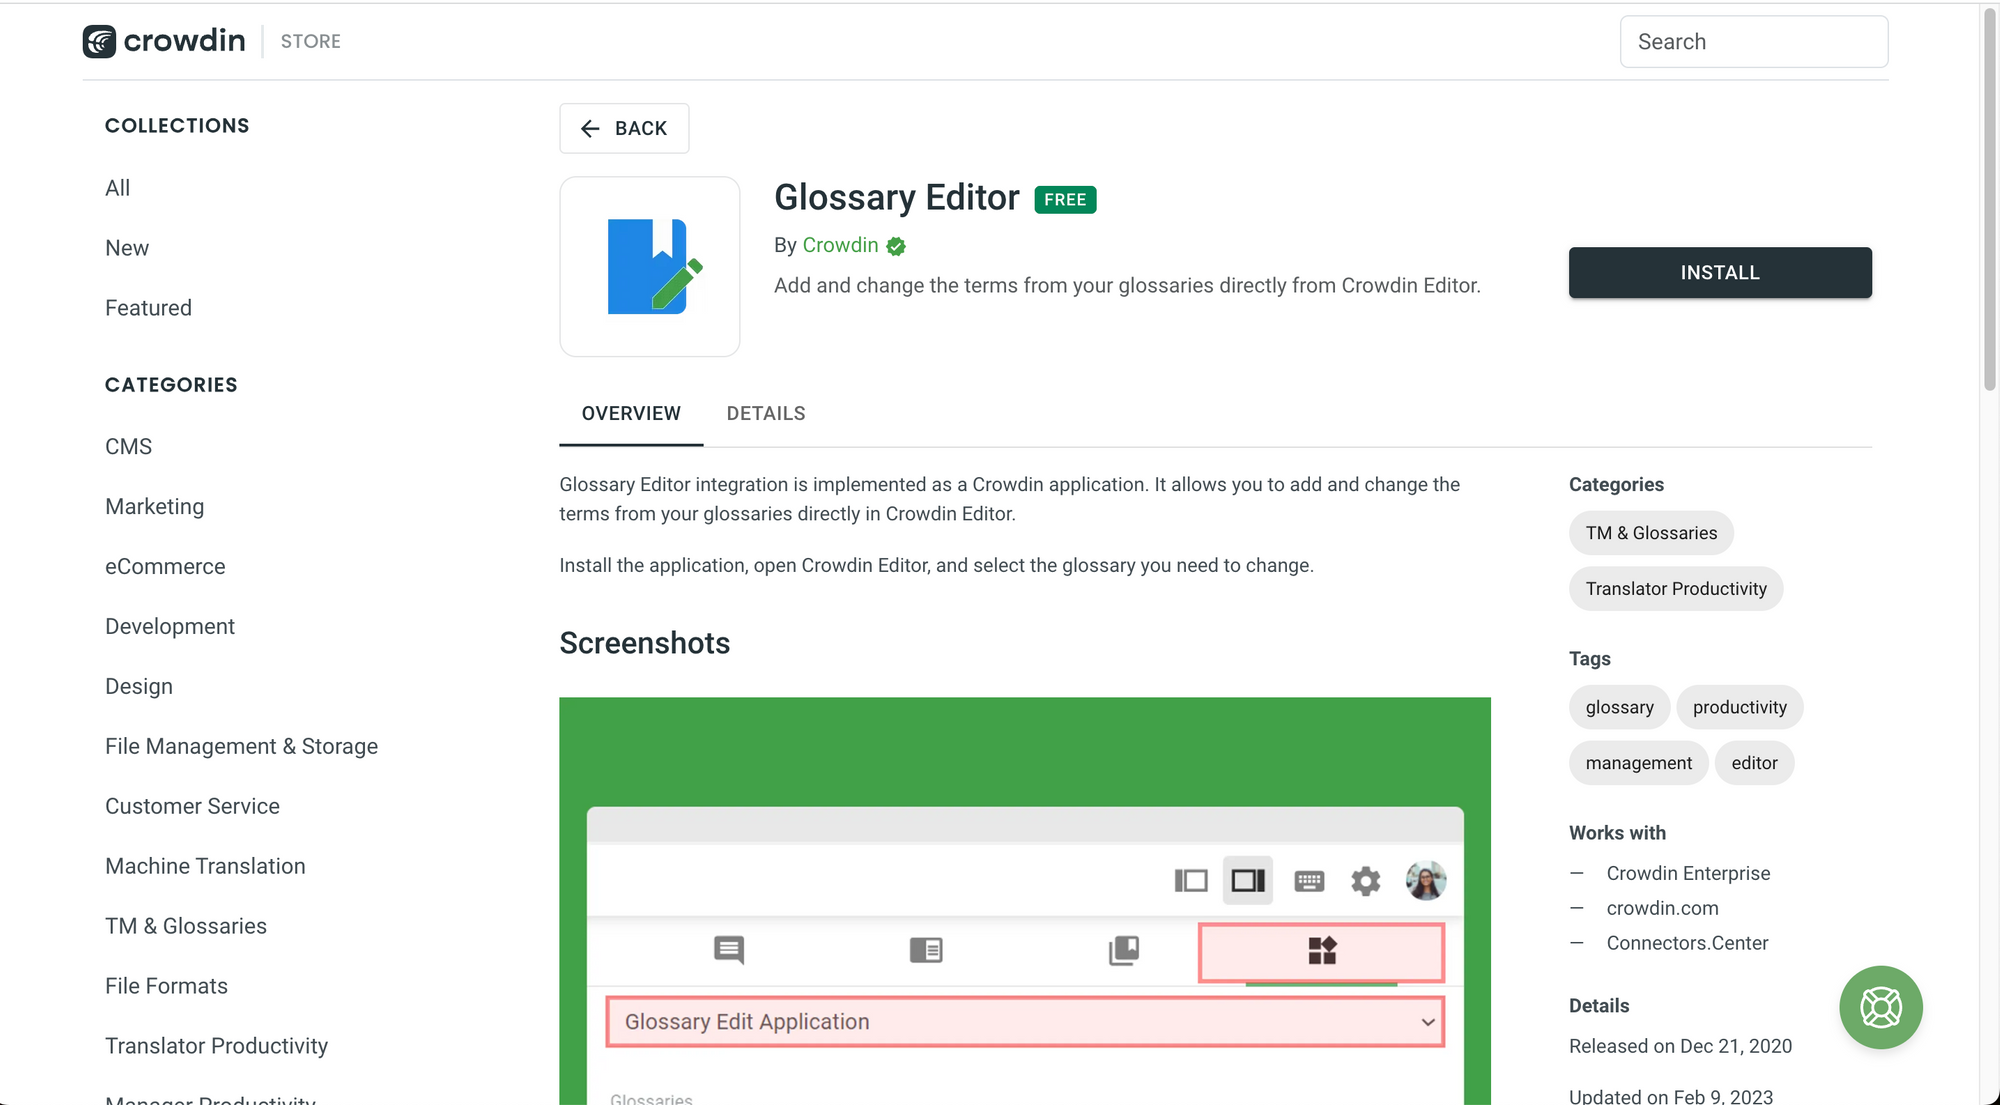 crowdin STORE
Search
COLLECTIONS
All
New
Featured
CATEGORIES
CMS
Marketing
eCommerce
Development
Design
File Management & Storage
Customer Service
Machine Translation
TM & Glossaries
File Formats
Translator Productivity
Manager Productivity
BACK
Glossary Editor FREE
By Crowdin
Add and change the terms from your glossaries directly from Crowdin Editor.
INSTALL
OVERVIEW DETAILS
Glossary Editor integration is implemented as a Crowdin application. It allows you to add and change the
terms from your glossaries directly in Crowdin Editor.
Install the application, open Crowdin Editor, and select the glossary you need to change.
Screenshots
Glossary Edit Application
Glossaries
Categories
TM & Glossaries
Translator Productivity
Tags
glossary productivity
management editor
Works with
— Crowdin Enterprise
— crowdin.com
— Connectors.Center
Details
Released on Dec 21, 2020
Updated on Feb 9, 2023